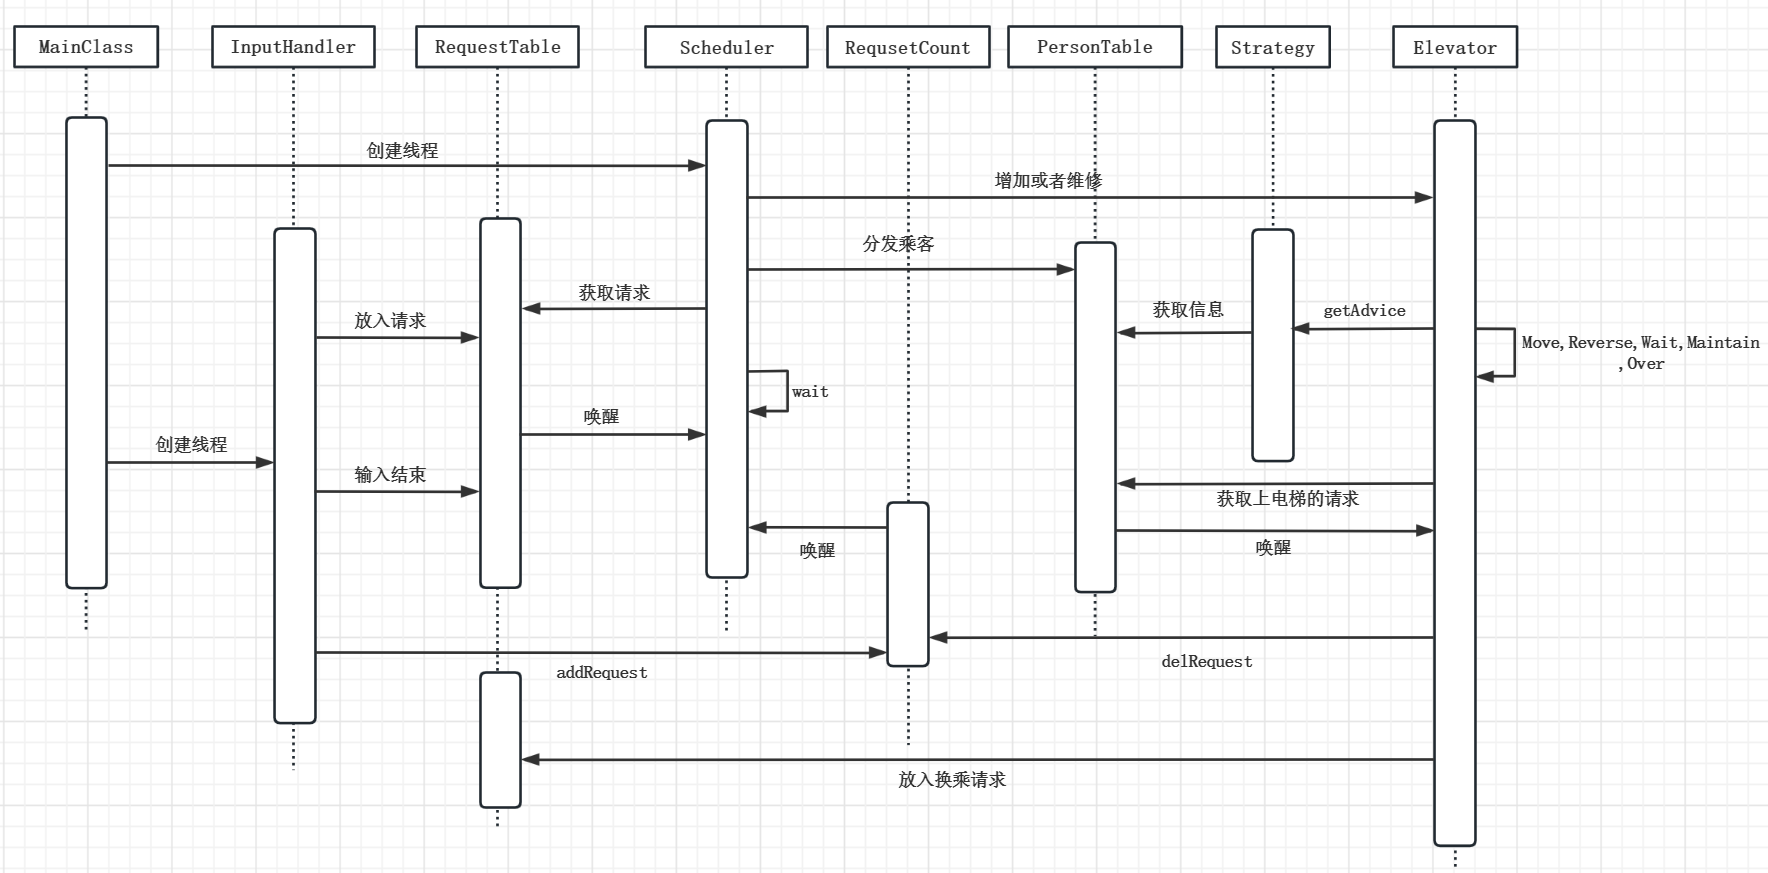 MainClass
InputHandler
RequestTable
Scheduler
RequsetCount
PersonTable
Strategy
Elevator
创建线程
增加或者维修
分发乘客
获取请求
获取信息
getAdvice
放入请求
Move,Reverse,Wait,Maintain
,Over
wait
唤醒
创建线程
输入结束
获取上电梯的请求
唤醒
唤醒
delRequest
addRequest
放入换乘请求